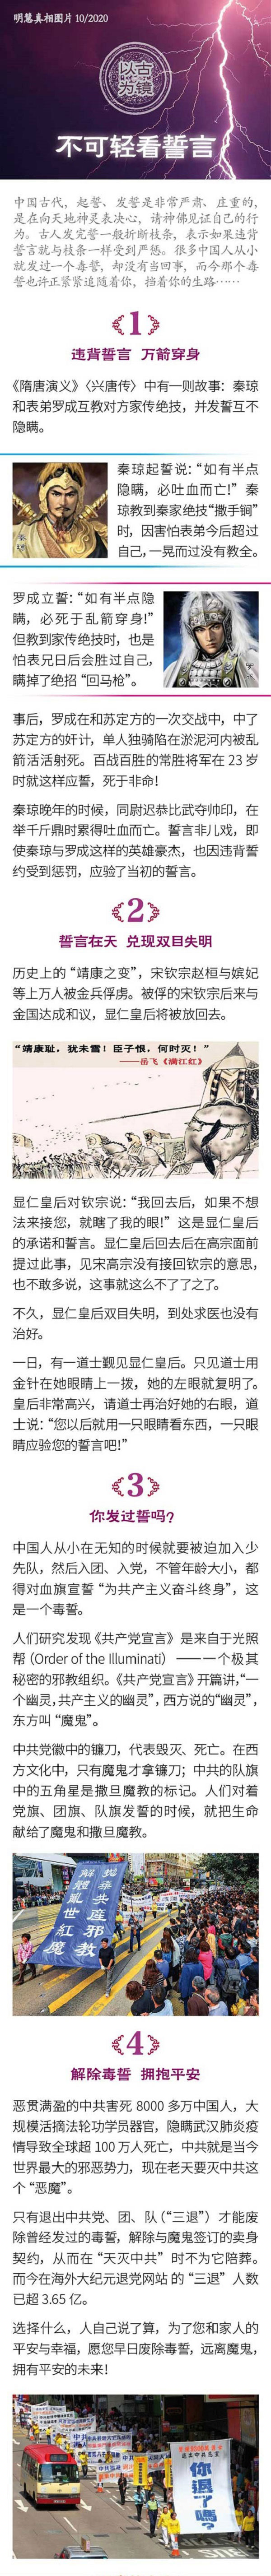 明慧真相图片 10/2020
以古为镜
不可轻看誓言
中国古代，起誓、发誓是非常严肃、庄重的，
是在向天地神灵表决心，请神佛见证自己的行
为。古人发完誓一般折断枝条，表示如果违背
誓言就与枝条一样受到严惩。很多中国人从小
就发过一个毒誓，却没有当回事，而今那个毒
誓也许正紧紧追随着你，挡着你的生路……
1
违背誓言 万箭穿身
《隋唐演义》〈兴唐传〉中有一则故事：秦琼
和表弟罗成互教对方家传绝技，并发誓互不
隐瞒。
秦琼起誓说：“如有半点
隐瞒，必吐血而亡!”秦
琼教到秦家绝技“撒手锏”
时，因害怕表弟今后超过
自己，一晃而过没有教全。
秦琼
罗成立誓：“如有半点隐
瞒，必死于乱箭穿身!”
但教到家传绝技时，也是
怕表兄日后会胜过自己，
瞒掉了绝招“回马枪”。
事后，罗成在和苏定方的一次交战中，中了
苏定方的奸计，单人独骑陷在淤泥河内被乱
箭活活射死。百战百胜的常胜将军在 23 岁
时就这样应誓，死于非命!
秦琼晚年的时候，同尉迟恭比武夺帅印，在
举千斤鼎时累得吐血而亡。誓言非儿戏，即
使秦琼与罗成这样的英雄豪杰，也因违背誓
约受到惩罚，应验了当初的誓言。
2
誓言在天 兑现双目失明
历史上的“靖康之变”，宋钦宗赵桓与嫔妃
等上万人被金兵俘虏。被俘的宋钦宗后来与
金国达成和议，显仁皇后将被放回去。
“靖康耻，犹未雪！臣子恨，何时灭！”
——岳飞《满江红》
显仁皇后对钦宗说：“我回去后，如果不想
法来接您，就瞎了我的眼!”这是显仁皇后
的承诺和誓言。显仁皇后回去后在高宗面前
提过此事，见宋高宗没有接回钦宗的意思，
也不敢多说，这事就这么不了了之了。
不久，显仁皇后双目失明，到处求医也没有
治好。
一日，有一道士觐见显仁皇后。只见道士用
金针在她眼睛上一拨，她的左眼就复明了。
皇后非常高兴，请道士再治好她的右眼，道
士说：“您以后就用一只眼睛看东西，一只眼
睛应验您的誓言吧!”
3
你发过誓吗？
中国人从小在无知的时候就要被迫加入少
先队，然后入团、入党，不管年龄大小，都
得对血旗宣誓“为共产主义奋斗终身”，这
是一个毒誓。
人们研究发现《共产党宣言》是来自于光照
帮（Order of the Illuminati）——一个极其
秘密的邪教组织。《共产党宣言》开篇讲，“一
个幽灵，共产主义的幽灵”，西方说的“幽灵”，
东方叫“魔鬼”。
中共党徽中的镰刀，代表毁灭、死亡。在西
方文化中，只有魔鬼才拿镰刀；中共的队旗
中的五角星是撒旦魔教的标记。人们对着
党旗、团旗、队旗发誓的时候，就把生命
献给了魔鬼和撒旦魔教。
拋棄共產邪教
解體亂世紅魔
4
解除毒誓 拥抱平安
恶贯满盈的中共害死 8000 多万中国人，大
规模活摘法轮功学员器官，隐瞒武汉肺炎疫
情导致全球超 100 万人死亡，中共就是当今
世界最大的邪恶势力，现在老天要灭中共这
个“恶魔”。
只有退出中共党、团、队（“三退”）才能废
除曾经发过的毒誓，解除与魔鬼签订的卖身
契约，从而在“天灭中共”时不为它陪葬。
而今在海外大纪元退党网站 的“三退”人数
已超 3.65 亿。
选择什么，人自己说了算，为了您和家人的
平安与幸福，愿您早日废除毒誓，远离魔鬼，
拥有平安的未来!
你退了嗎?